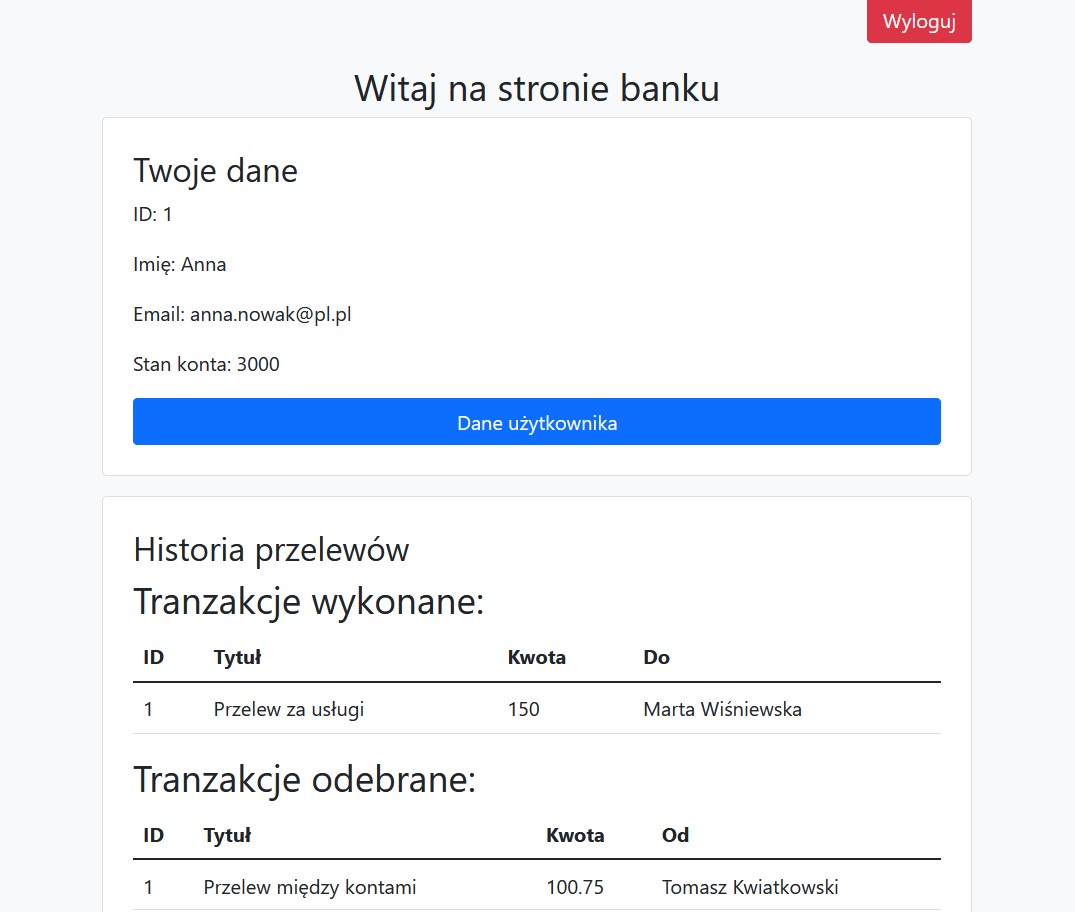 Wyloguj
Witaj na stronie banku
Twoje dane
ID: 1
Imię: Anna
Email: anna.nowak@pl.pl
Stan konta: 3000
Dane użytkownika
Historia przelewów
Tranzakcje wykonane:
ID Tytuł Kwota Do
1 Przelew za usługi 150 Marta Wiśniewska
Tranzakcje odebrane:
ID Tytuł Kwota Od
1 Przelew między kontami 100.75 Tomasz Kwiatkowski